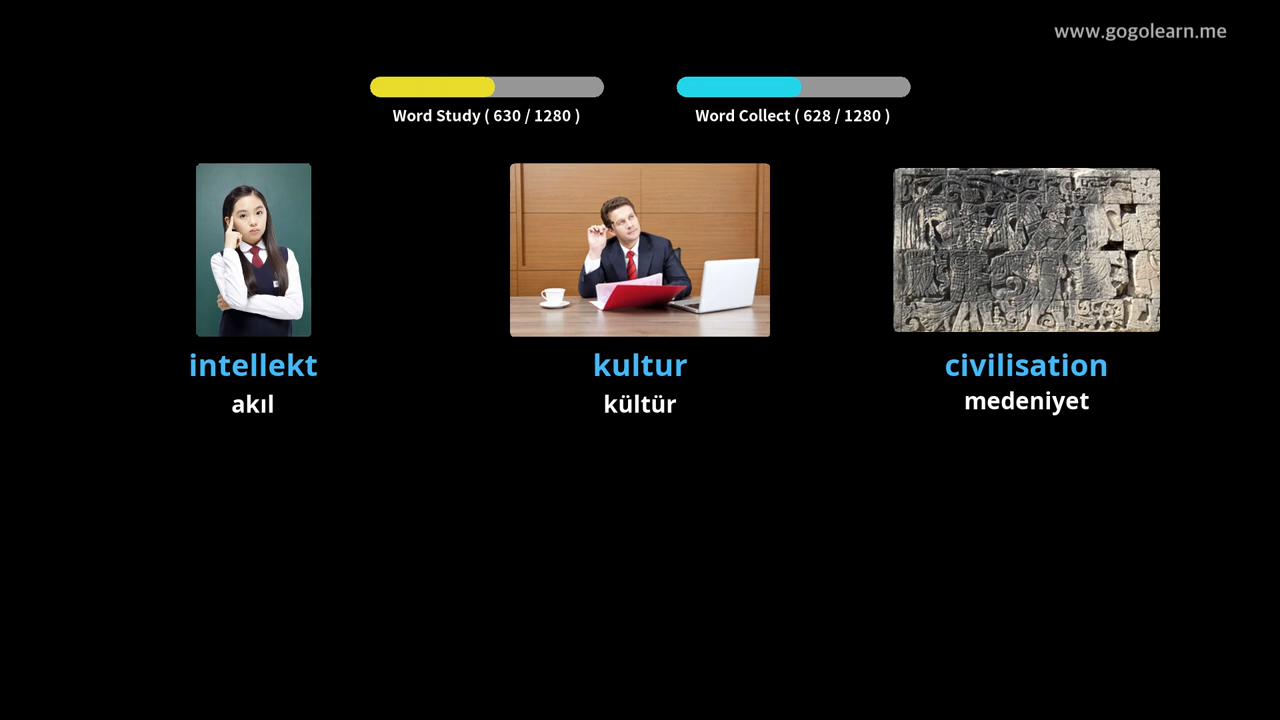 www.gogolearn.me
Word Study ( 630 / 1280 )
Word Collect ( 628 / 1280 )
intellekt
akıl
kultur
kültür
civilisation
medeniyet